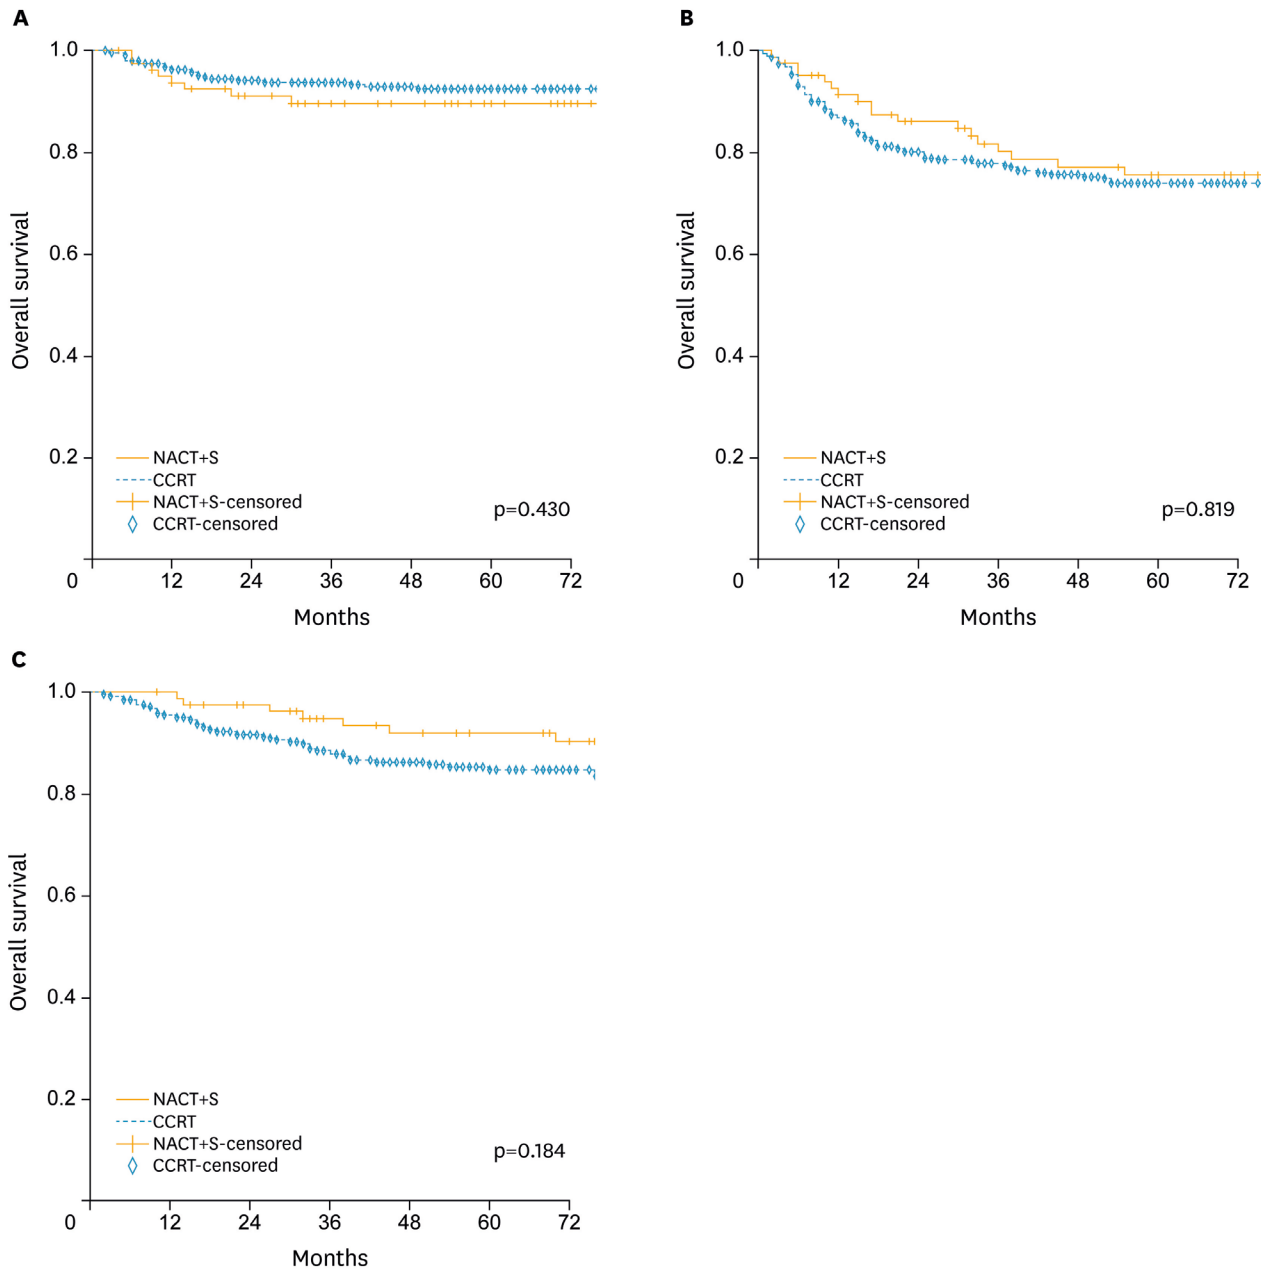 A
1.0
0.8
0.6
0.4
0.2
0
Overall survival
NACT+S
CCRT
NACT+S-censored
CCRT-censored
p=0.430
12 24 36 48 60 72
Months
B
1.0
0.8
0.6
0.4
0.2
0
Overall survival
NACT+S
CCRT
NACT+S-censored
CCRT-censored
p=0.819
12 24 36 48 60 72
Months
C
1.0
0.8
0.6
0.4
0.2
0
Overall survival
NACT+S
CCRT
NACT+S-censored
CCRT-censored
p=0.184
12 24 36 48 60 72
Months